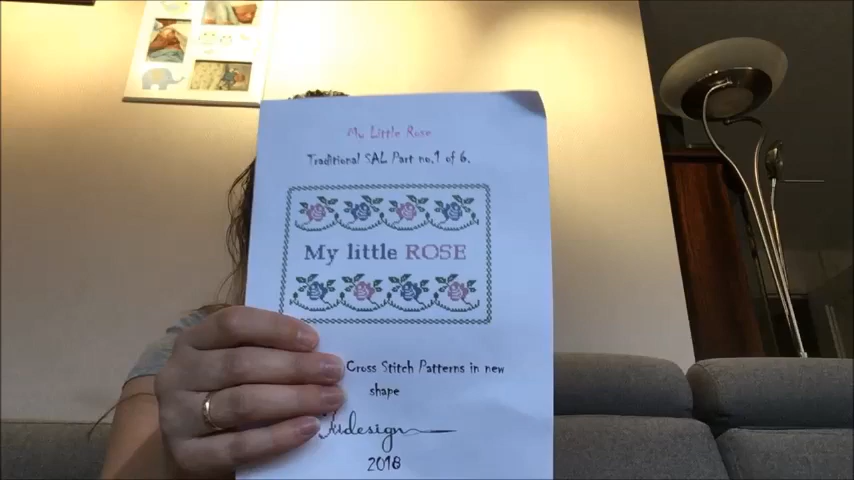 My Little Rose
Traditional SAL Part no.1 of 6.
My little ROSE
Cross Stitch Patterns in new
shape
2018